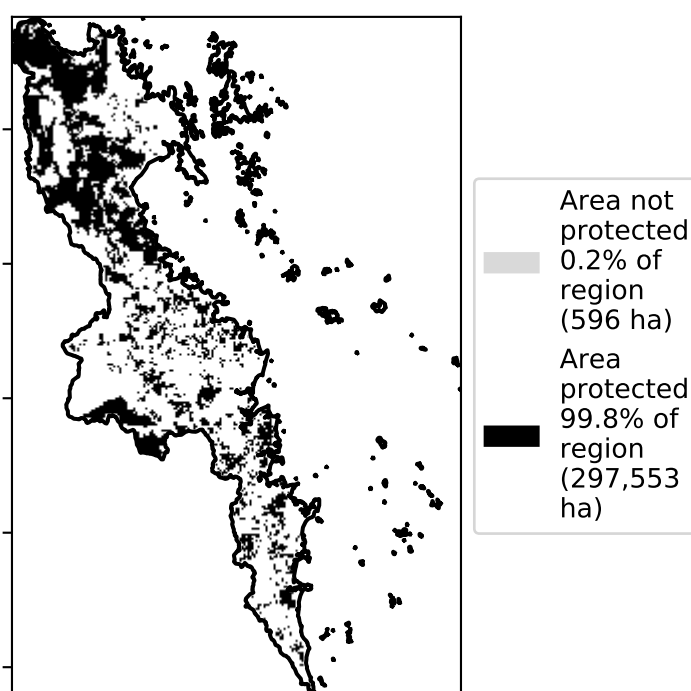 Area not
protected
0.2% of
region
(596 ha)
Area
protected
99.8% of
region
(297,553
ha)